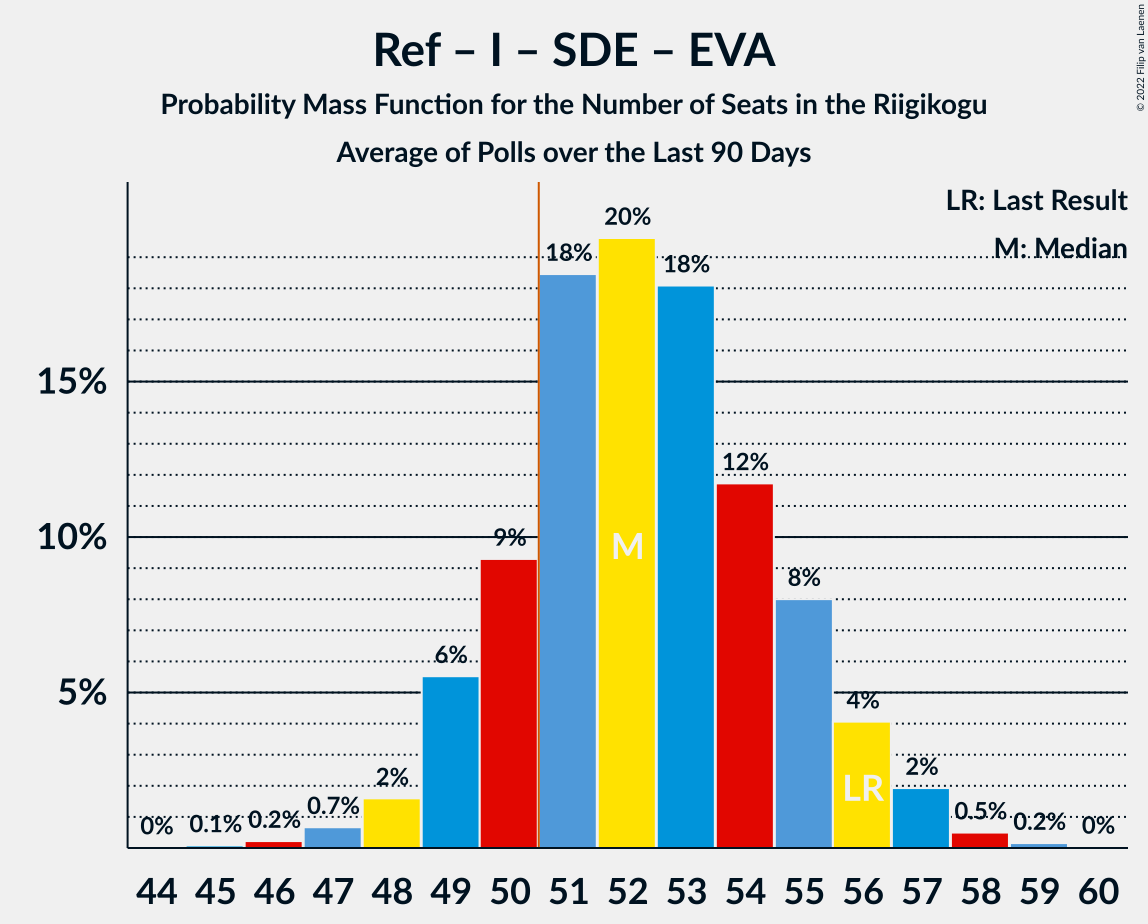 Ref – I – SDE – EVA
Probability Mass Function for the Number of Seats in the Riigikogu
Average of Polls over the Last 90 Days
© 2022 Filip van Laenen
LR: Last Result
M: Median
15%
10%
5%
0%
0.1%
0.2%
0.7%
2%
6%
9%
18%
20%
18%
12%
8%
4%
2%
0.5%
0.2%
0%
M
LR
44 45 46 47 48 49 50 51 52 53 54 55 56 57 58 59 60